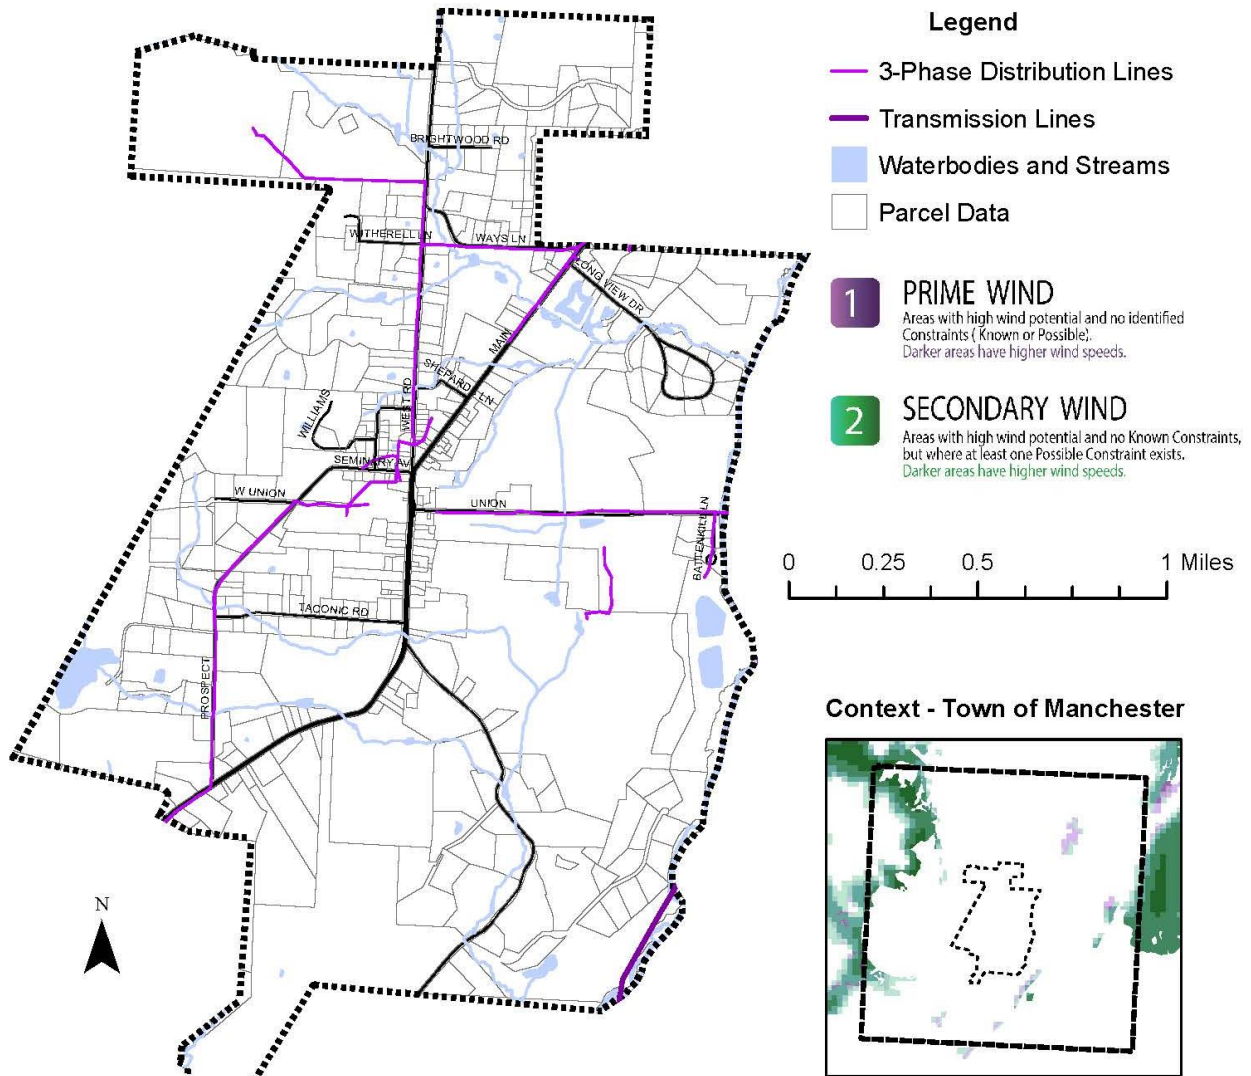 Legend
3-Phase Distribution Lines
Transmission Lines
Waterbodies and Streams
Parcel Data
1
PRIME WIND
Areas with high wind potential and no identified
Constraints ( Known or Possible).
Darker areas have higher wind speeds.
2
SECONDARY WIND
Areas with high wind potential and no Known Constraints,
but where at least one Possible Constraint exists.
Darker areas have higher wind speeds.
0 0.25 0.5 1 Miles
Context - Town of Manchester
BRIGHTWOOD RD
WITHERELL LN
WAYS LN
LONG VIEW DR
MAIN
SHEPARD LN
WEST RD
WILLIAMS
SEMINARY AV
W UNION
UNION
BATTENKILL LN
TACONIC RD
PROSPECT
N